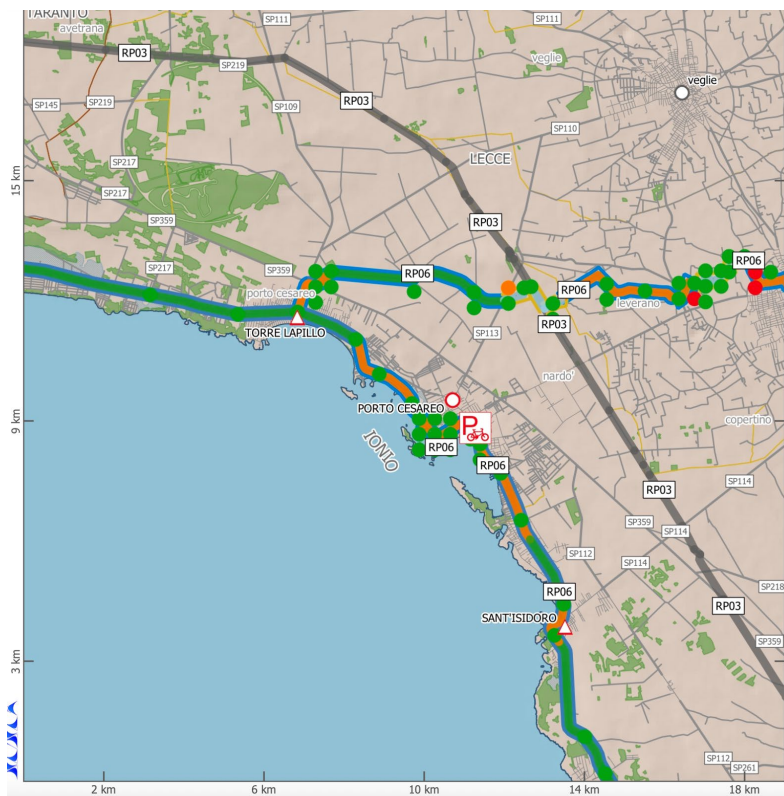 TARANTO
avetrana
SP111
SP111
RP03
SP219
veglie
veglie
SP145
SP219
SP109
RP03
SP110
SP217
LECCE
15 km
SP217
SP359
RP03
SP217
SP359
RP06
RP06
porto cesareo
RP06
leverano
TORRE LAPILLO
SP113
RP03
nardo'
PORTO CESAREO
9 km
copertino
P
IONIO
RP06
RP06
SP114
RP03
SP359
SP114
SP112
SP114
RP06
SP218
RP03
SANT'ISIDORO
SP359
3 km
SP112
SP261
2 km
6 km
10 km
14 km
18 km